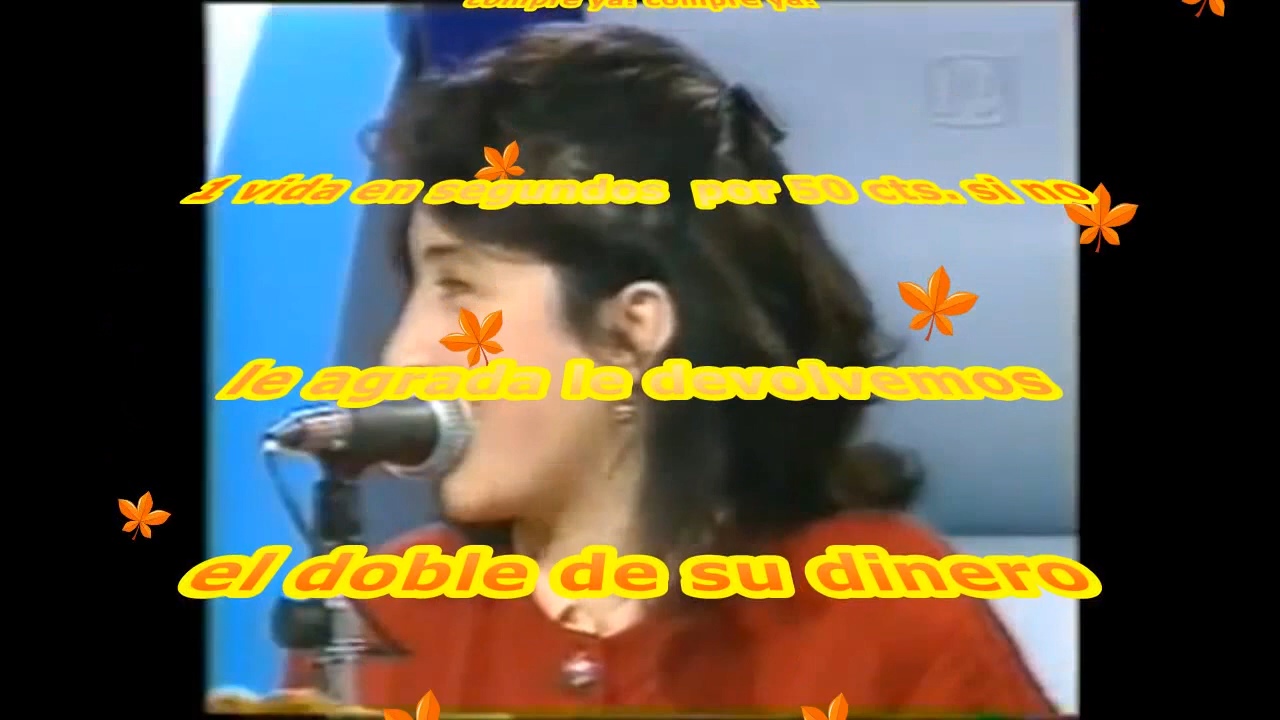 compre ya! compre ya!
1 vida en segundos por 50 cts. si no
le agrada le devolvemos
el doble de su dinero